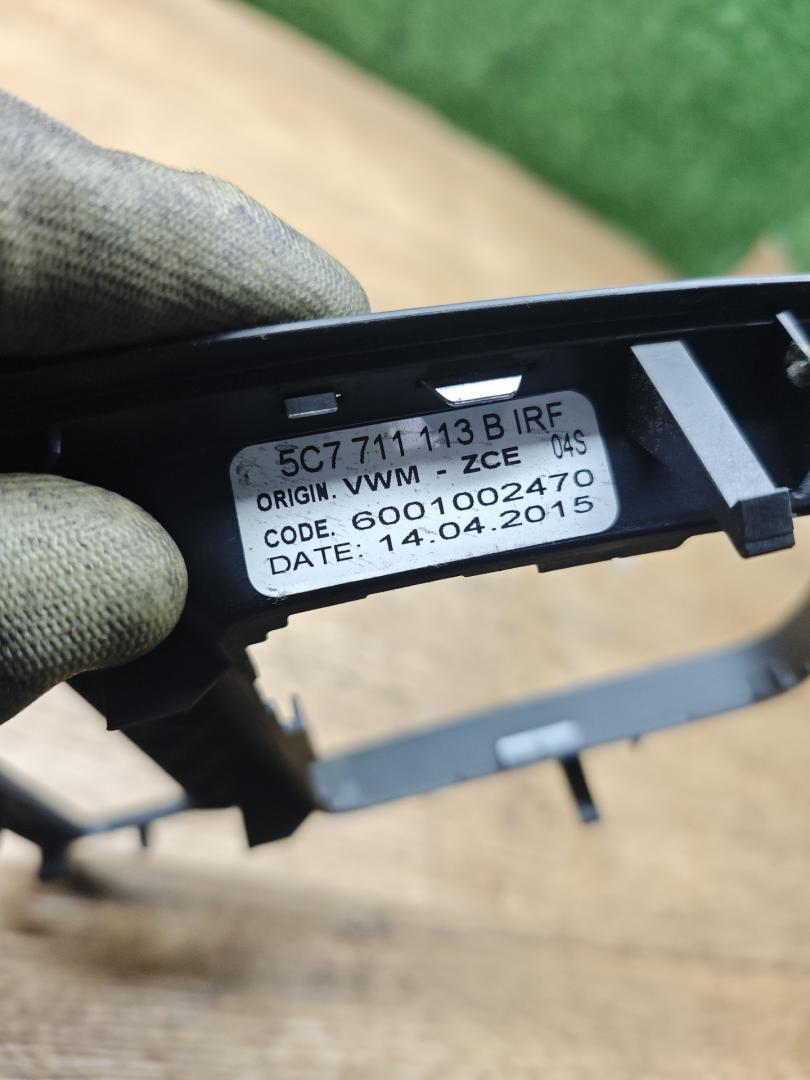 5C7 711 113 B IRF
ORIGIN. VWM - ZCE 04S
CODE. 6001002470
DATE: 14.04.2015